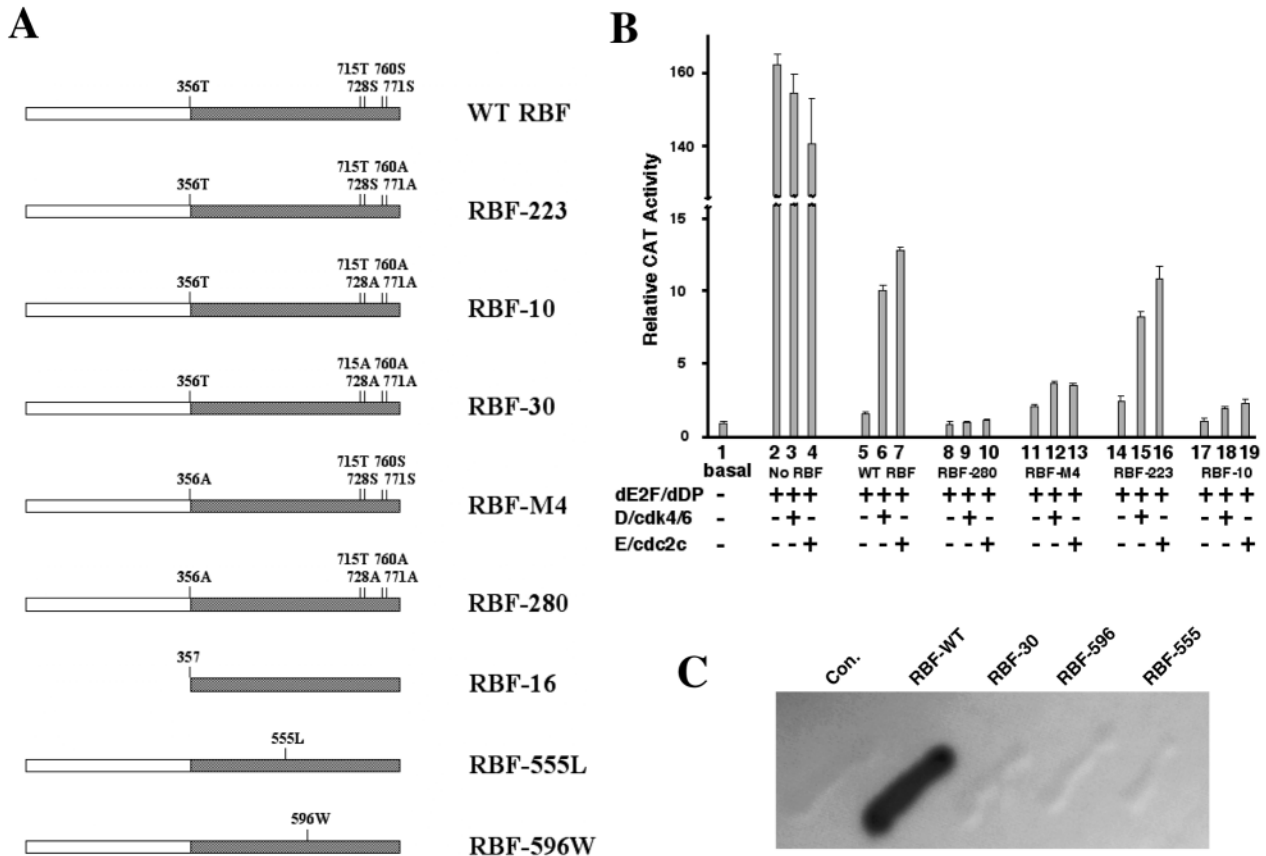 A
715T 760S
356T 728S 771S
WT RBF
715T 760A
356T 728S 771A
RBF-223
715T 760A
356T 728A 771A
RBF-10
715A 760A
356T 728A 771A
RBF-30
715T 760S
356A 728S 771S
RBF-M4
715T 760A
356A 728A 771A
RBF-280
357
RBF-16
555L
RBF-555L
596W
RBF-596W
B
Relative CAT Activity
160
140
15
10
5
0
1 2 3 4 5 6 7 8 9 10 11 12 13 14 15 16 17 18 19
basal No RBF WT RBF RBF-280 RBF-M4 RBF-223 RBF-10
dE2F/dDP - + + + + + + + + + + + + + + + + + +
D/cdk4/6 - - + - - + - - + - - + - - + - - + -
E/cdc2c - - - + - - + - - + - - + - - + - - +
C
Con. RBF-WT RBF-30 RBF-596 RBF-555